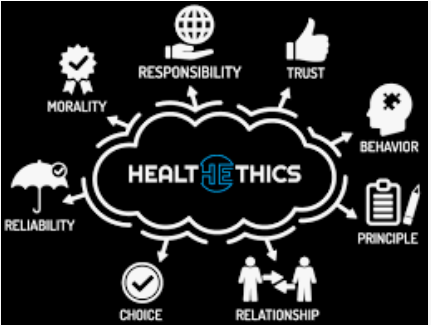 RESPONSIBILITY
TRUST
MORALITY
BEHAVIOR
HEALTHETHICS
RELIABILITY
PRINCIPLE
CHOICE
RELATIONSHIP